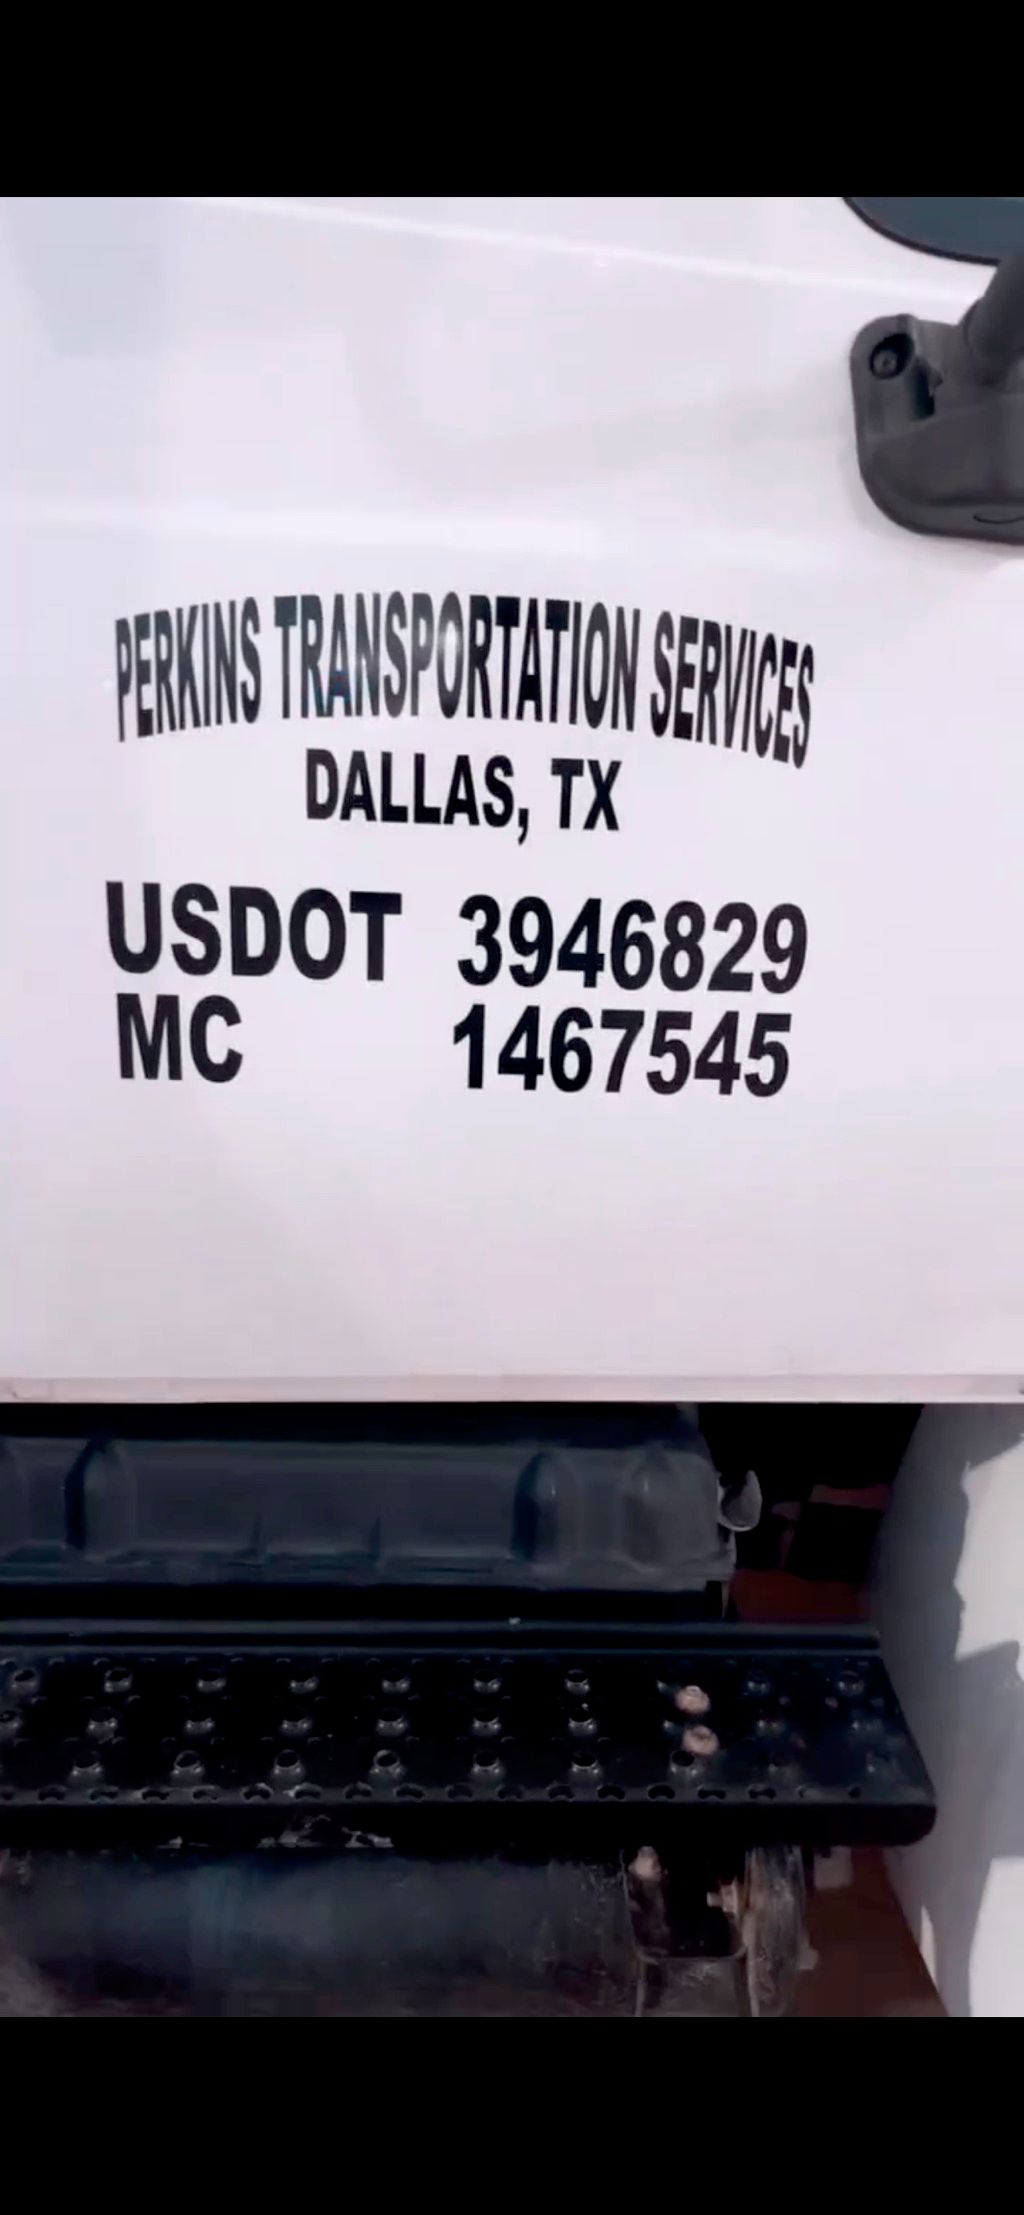 PERKINS TRANSPORTATION SERVICES
DALLAS, TX
USDOT 3946829
MC 1467545